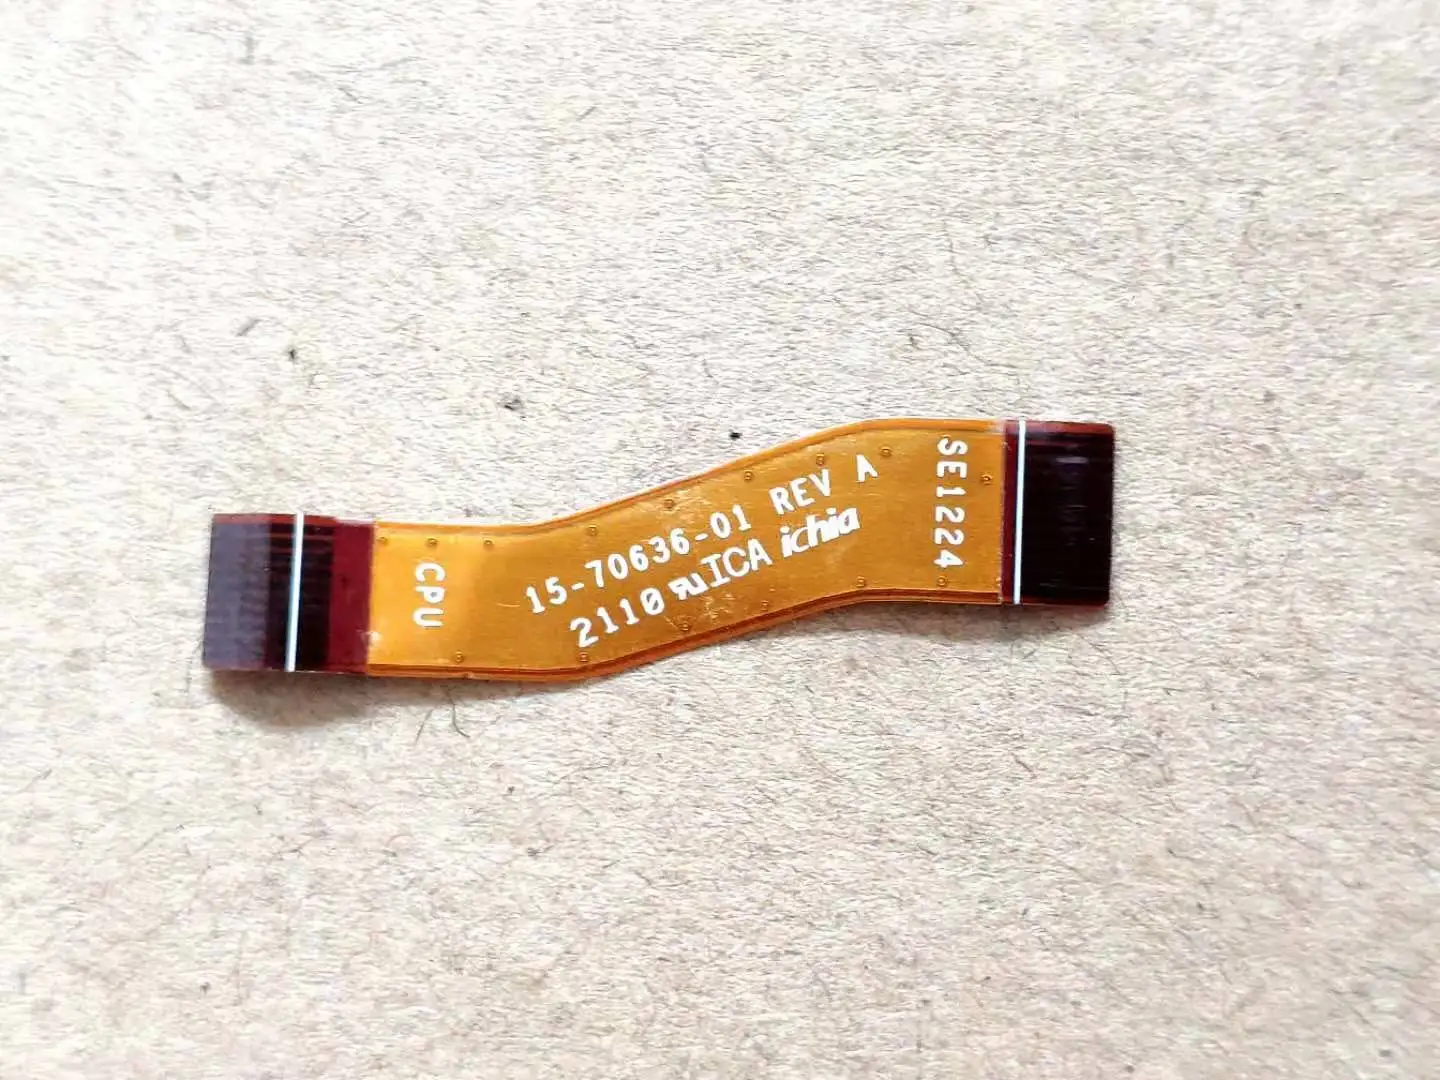 CPU
15-70636-01 REV A
2110 ICA ichia
SE1224